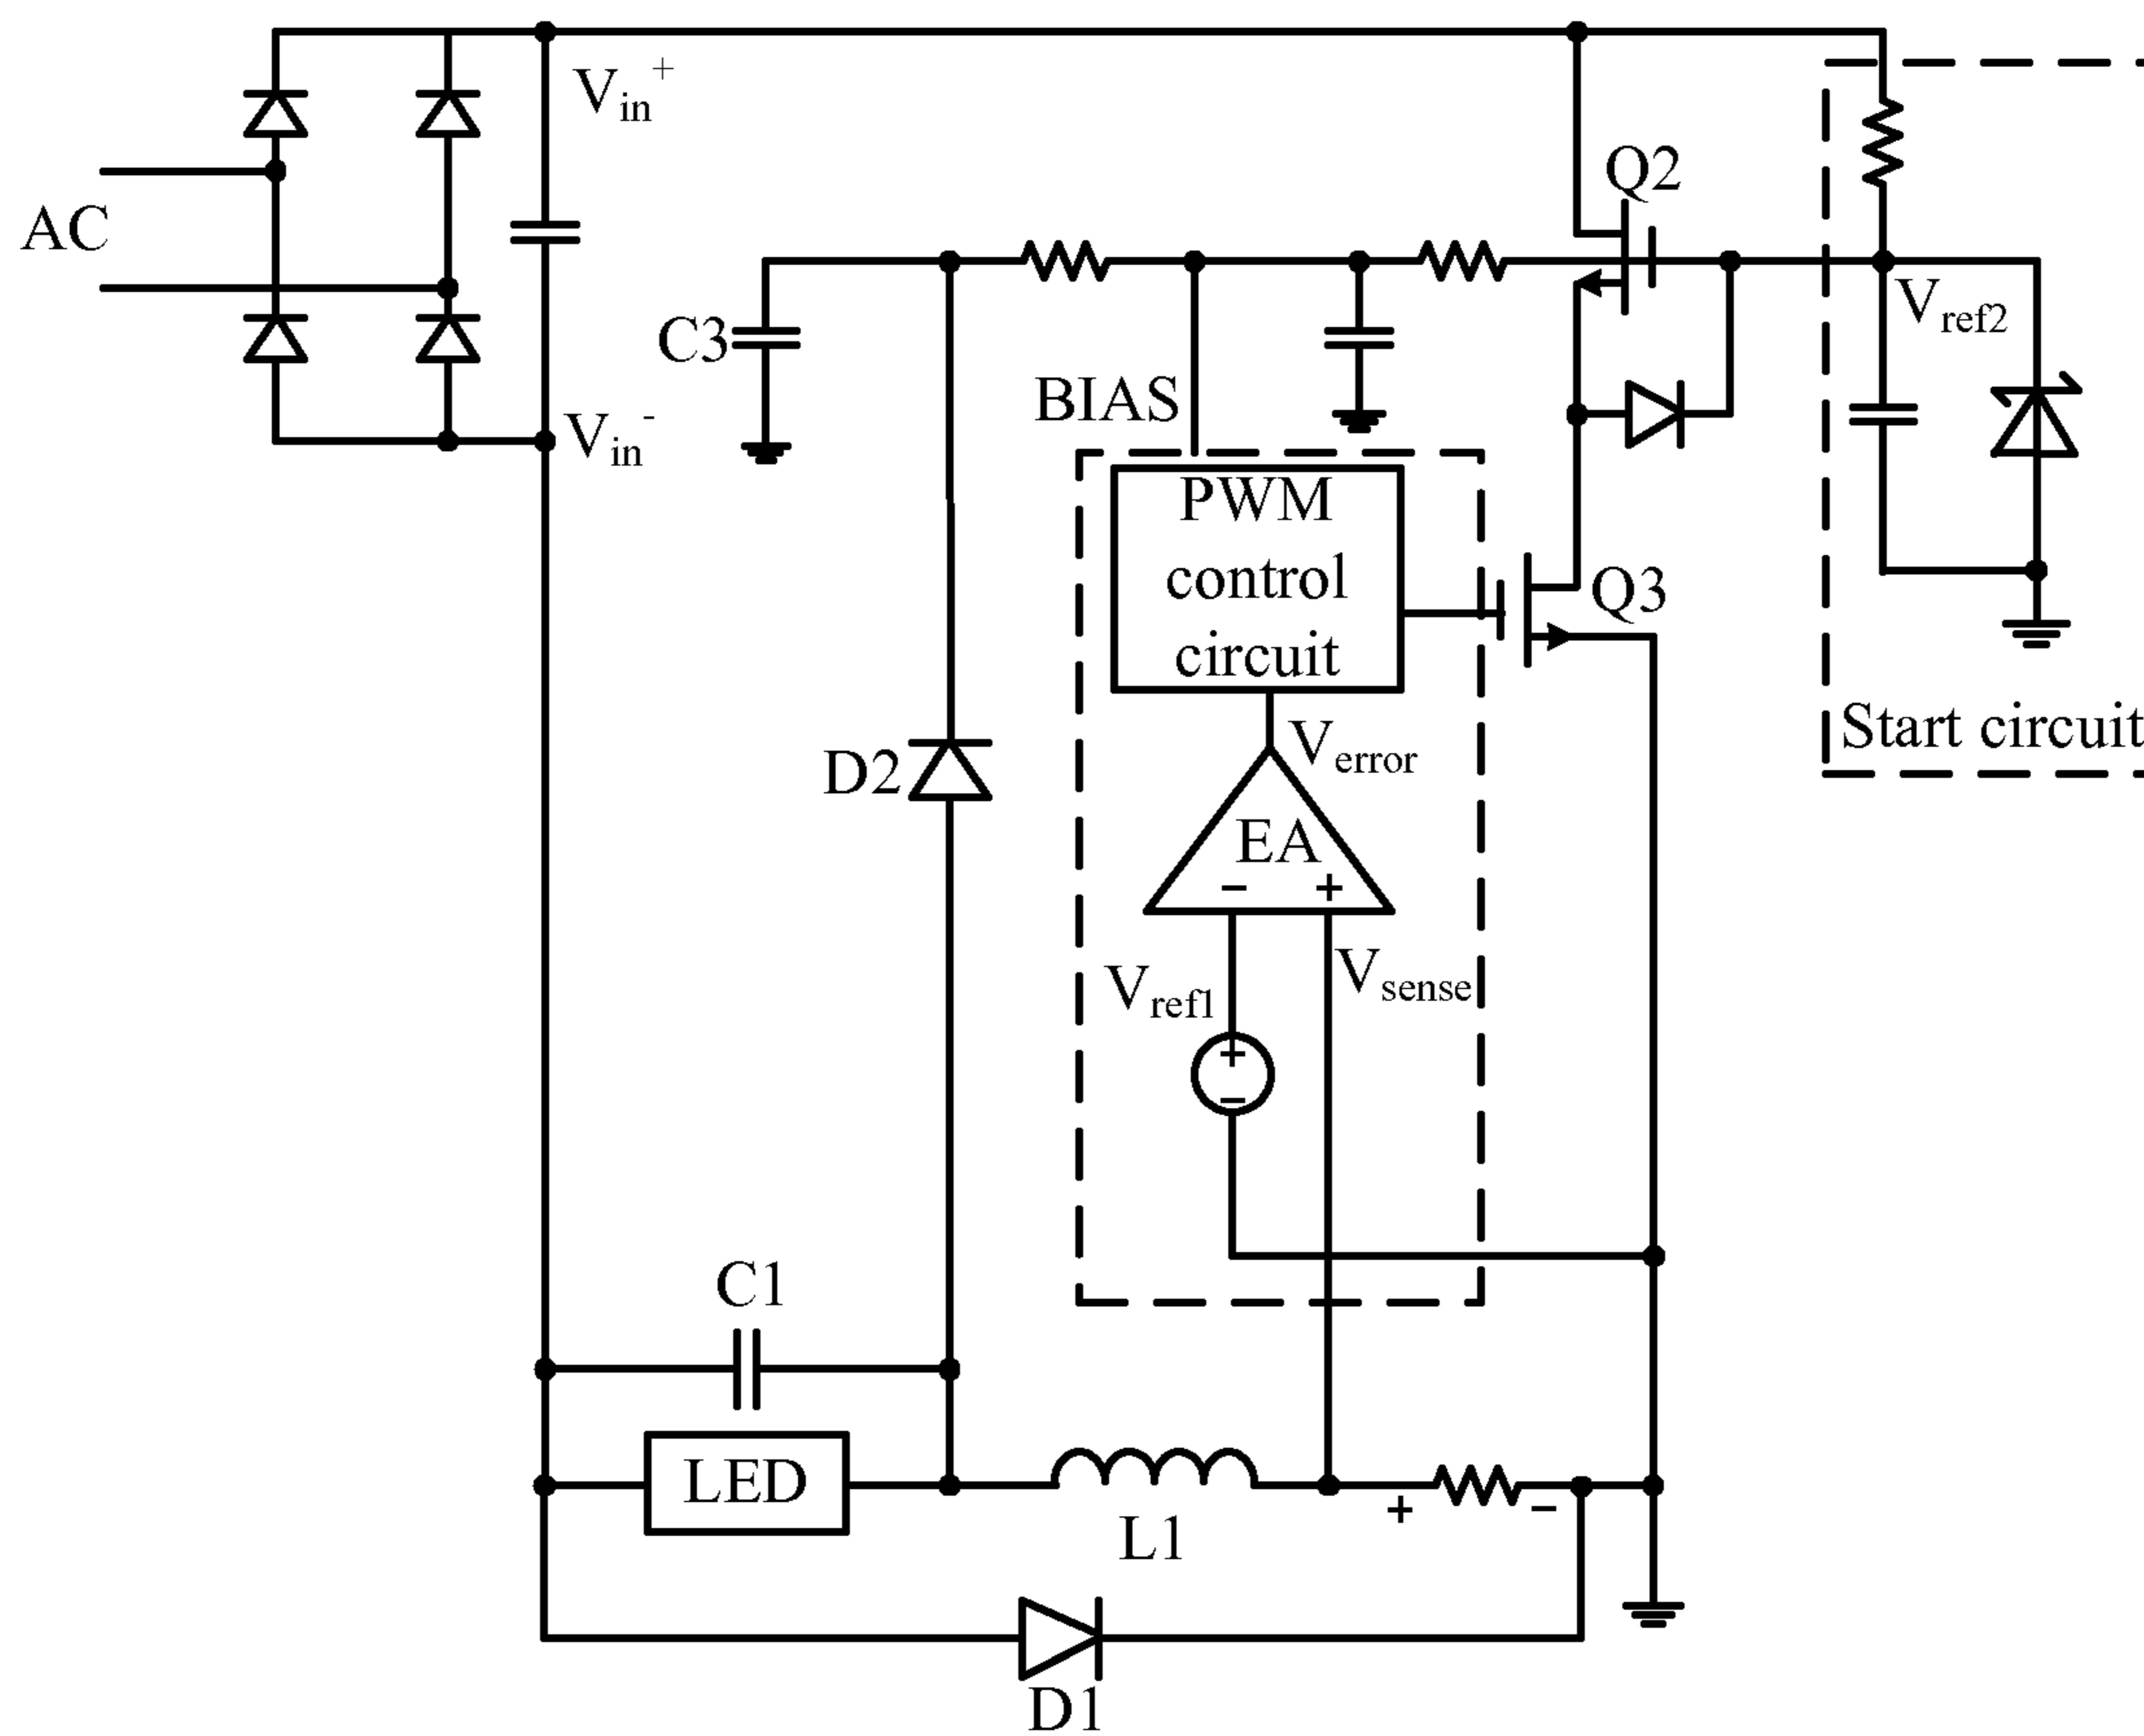 Vin+
Q2
AC
Vref2
C3
Vin-
BIAS
PWM
control
circuit
Q3
Start circuit
Verror
D2
EA
− +
Vref1
Vsense
+
−
C1
LED
+ −
L1
D1